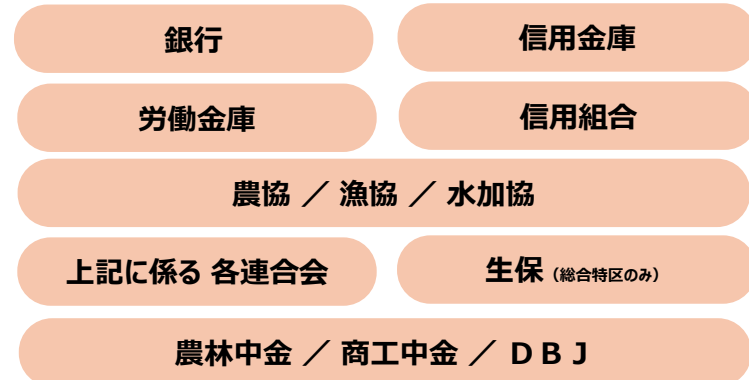 銀行
信用金庫
労働金庫
信用組合
農協 ／ 漁協 ／ 水加協
上記に係る 各連合会
生保 （総合特区のみ）
農林中金 ／ 商工中金 ／ ＤＢＪ